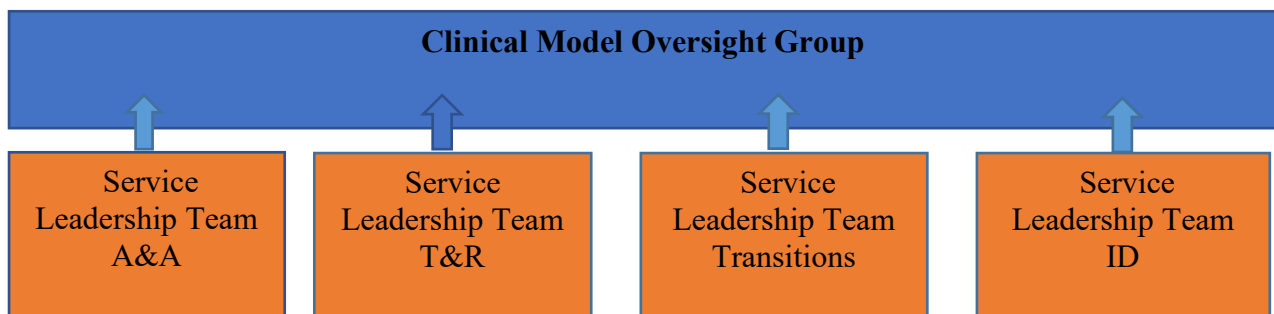 Clinical Model Oversight Group
Service
Leadership Team
A&A
Service
Leadership Team
T&R
Service
Leadership Team
Transitions
Service
Leadership Team
ID